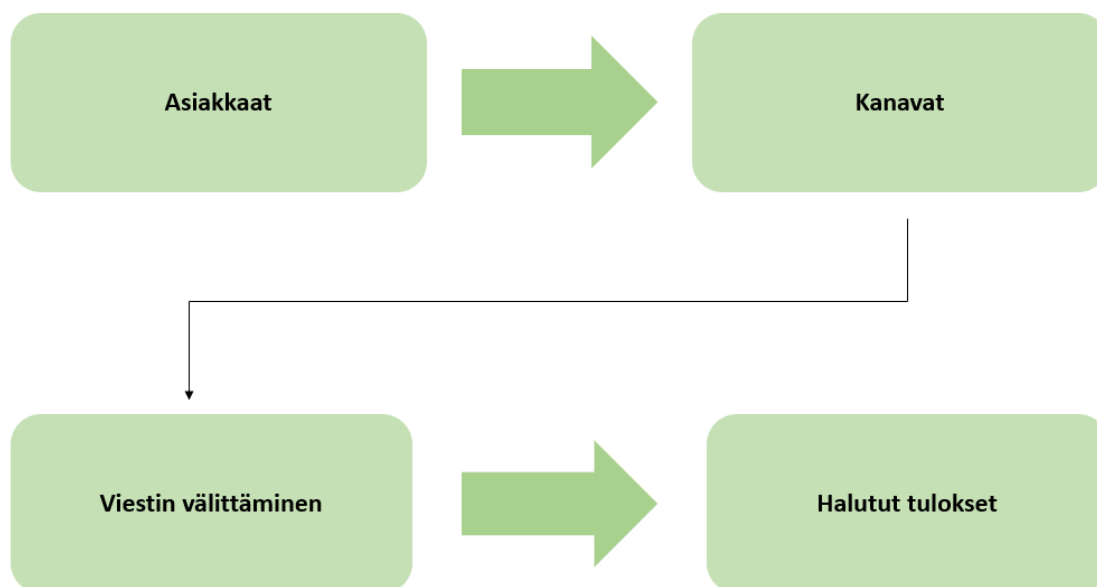 Asiakkaat
Kanavat
Viestin välittäminen
Halutut tulokset